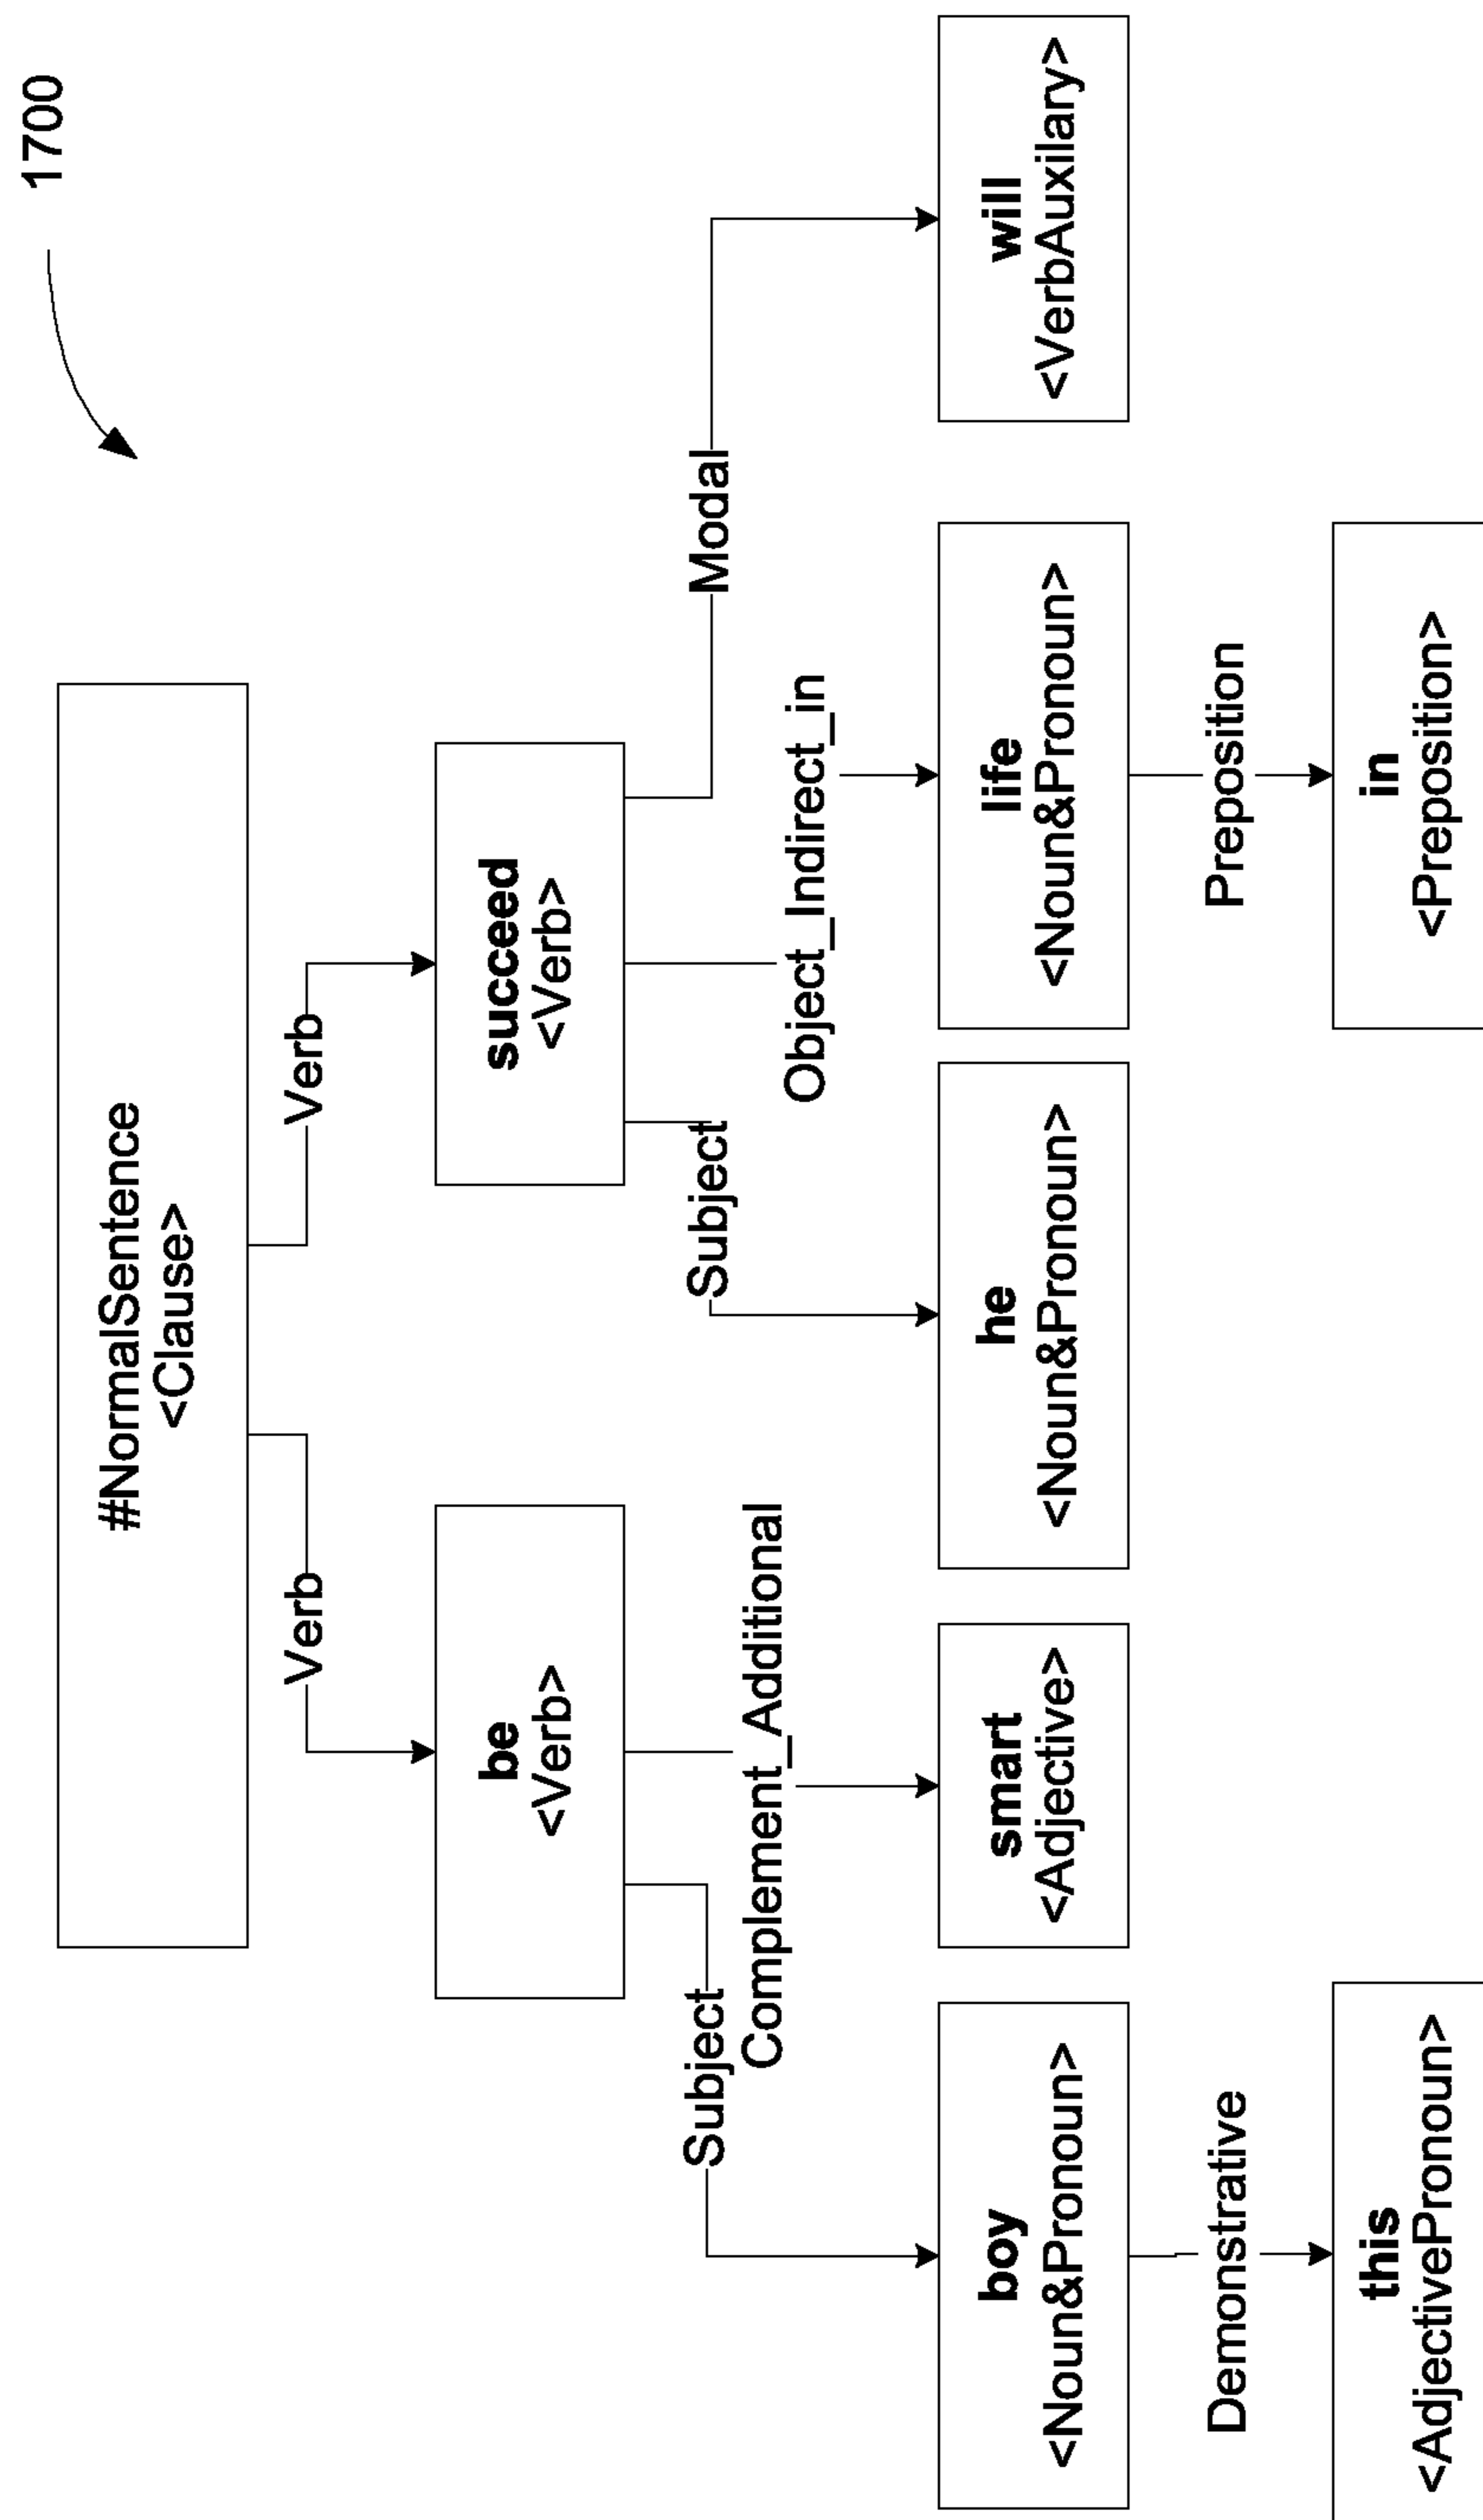 1700
#NormalSentence
<Clause>
Verb
Verb
be
<Verb>
succeed
<Verb>
Subject
Complement_Additional
Subject
Object_Indirect_in
Modal
boy
<Noun&Pronoun>
smart
<Adjective>
he
<Noun&Pronoun>
life
<Noun&Pronoun>
will
<VerbAuxilary>
Demonstrative
Preposition
this
<AdjectivePronoun>
in
<Preposition>